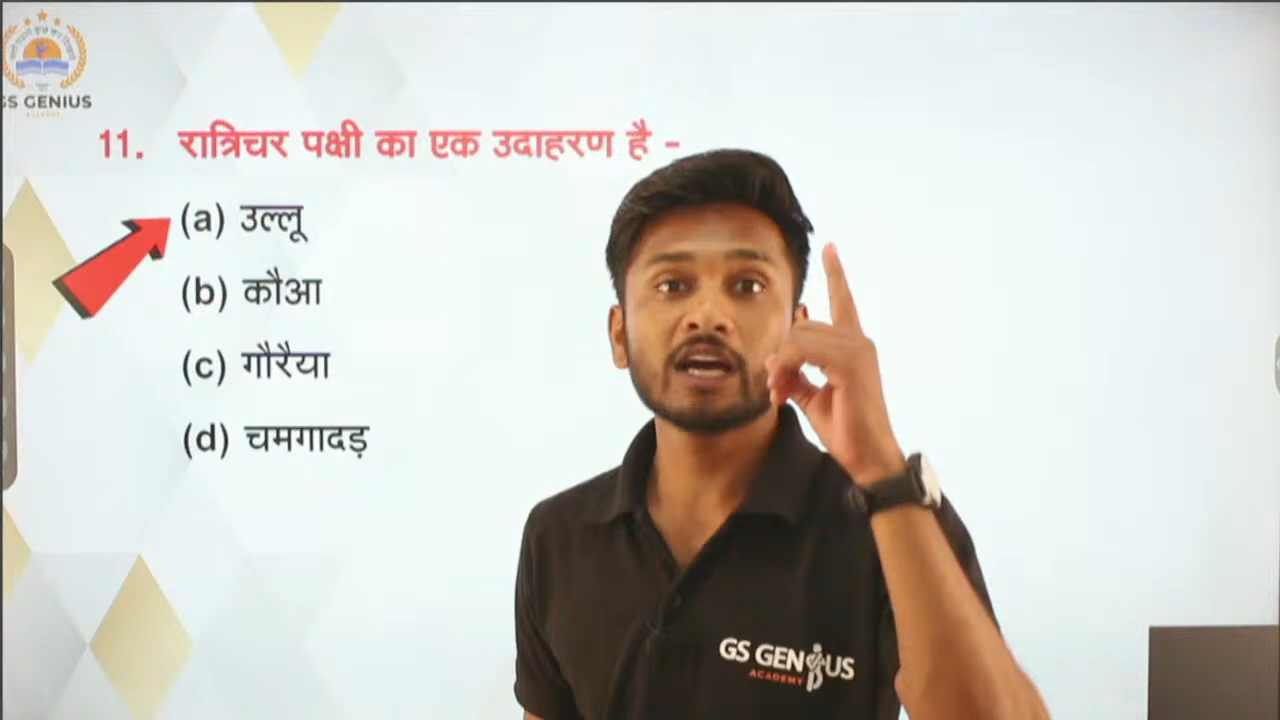 GS GENIUS
11. रात्रिचर पक्षी का एक उदाहरण है -
(a) उल्लू
(b) कौआ
(c) गौरैया
(d) चमगादड़
GS GENIUS
ACADEMY